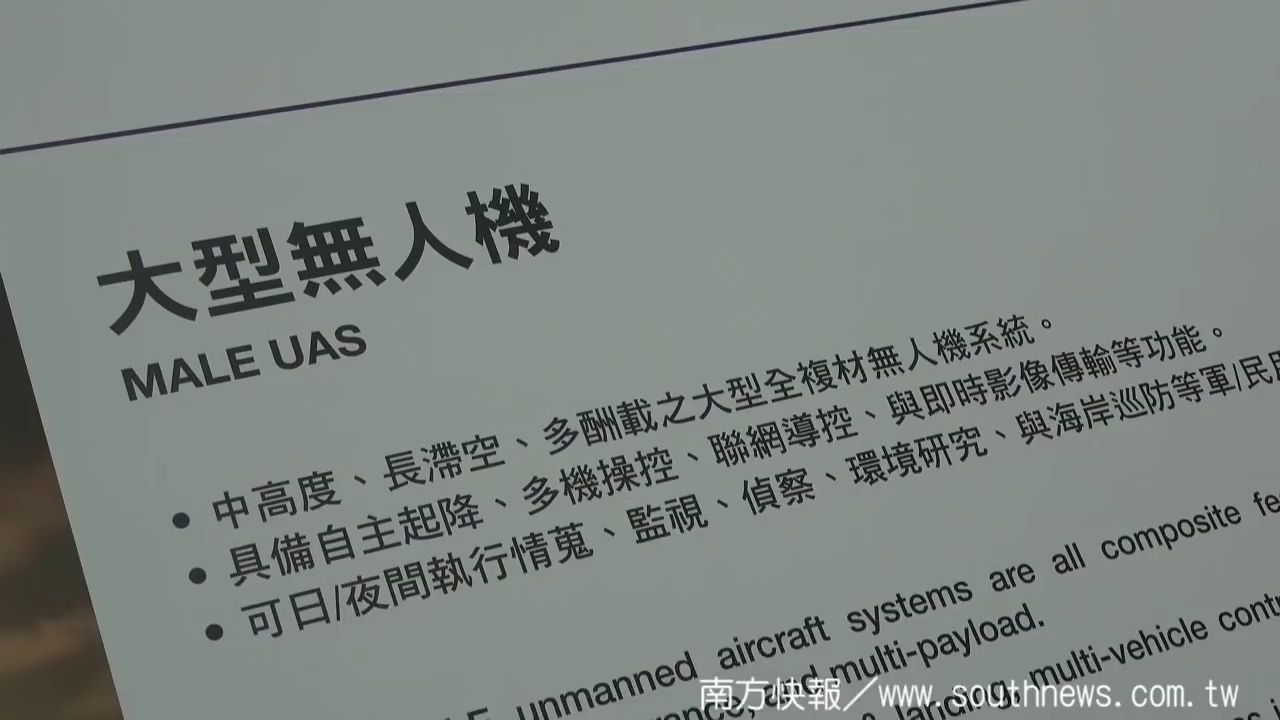 大型無人機
MALE UAS
• 中高度、長滯空、多酬載之大型全複材無人機系統。
• 具備自主起降、多機操控、聯網導控、與即時影像傳輸等功能。
• 可日/夜間執行情蒐、監視、偵察、環境研究、與海岸巡防等軍/民
unmanned aircraft systems are all composite
and multi-payload.
landing, multi-vehicle
南方快報／www.southnews.com.tw